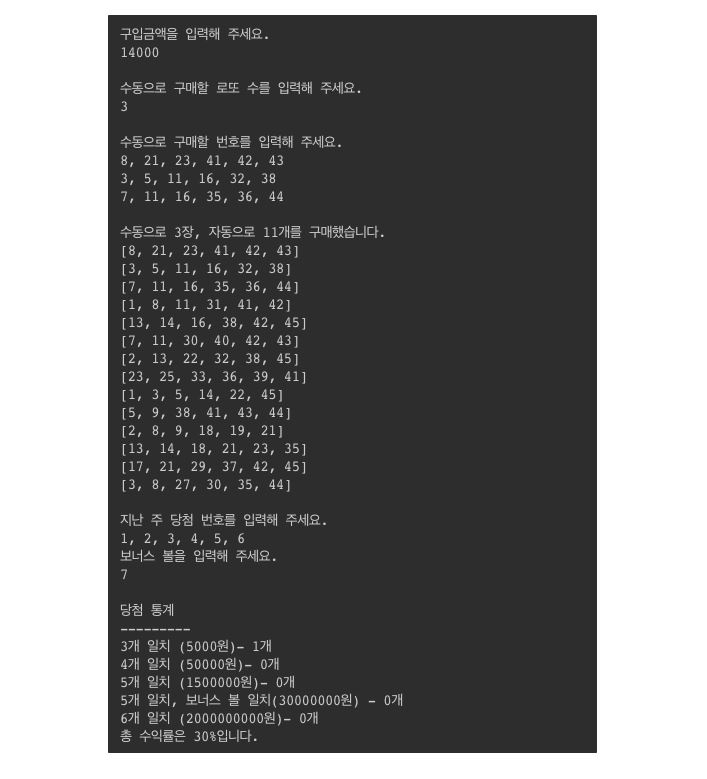 구입금액을 입력해 주세요.
14000
수동으로 구매할 로또 수를 입력해 주세요.
3
수동으로 구매할 번호를 입력해 주세요.
8, 21, 23, 41, 42, 43
3, 5, 11, 16, 32, 38
7, 11, 16, 35, 36, 44
수동으로 3장, 자동으로 11개를 구매했습니다.
[8, 21, 23, 41, 42, 43]
[3, 5, 11, 16, 32, 38]
[7, 11, 16, 35, 36, 44]
[1, 8, 11, 31, 41, 42]
[13, 14, 16, 38, 42, 45]
[7, 11, 30, 40, 42, 43]
[2, 13, 22, 32, 38, 45]
[23, 25, 33, 36, 39, 41]
[1, 3, 5, 14, 22, 45]
[5, 9, 38, 41, 43, 44]
[2, 8, 9, 18, 19, 21]
[13, 14, 18, 21, 23, 35]
[17, 21, 29, 37, 42, 45]
[3, 8, 27, 30, 35, 44]
지난 주 당첨 번호를 입력해 주세요.
1, 2, 3, 4, 5, 6
보너스 볼을 입력해 주세요.
7
당첨 통계
---------
3개 일치 (5000원)- 1개
4개 일치 (50000원)- 0개
5개 일치 (1500000원)- 0개
5개 일치, 보너스 볼 일치(30000000원) - 0개
6개 일치 (2000000000원)- 0개
총 수익률은 30%입니다.